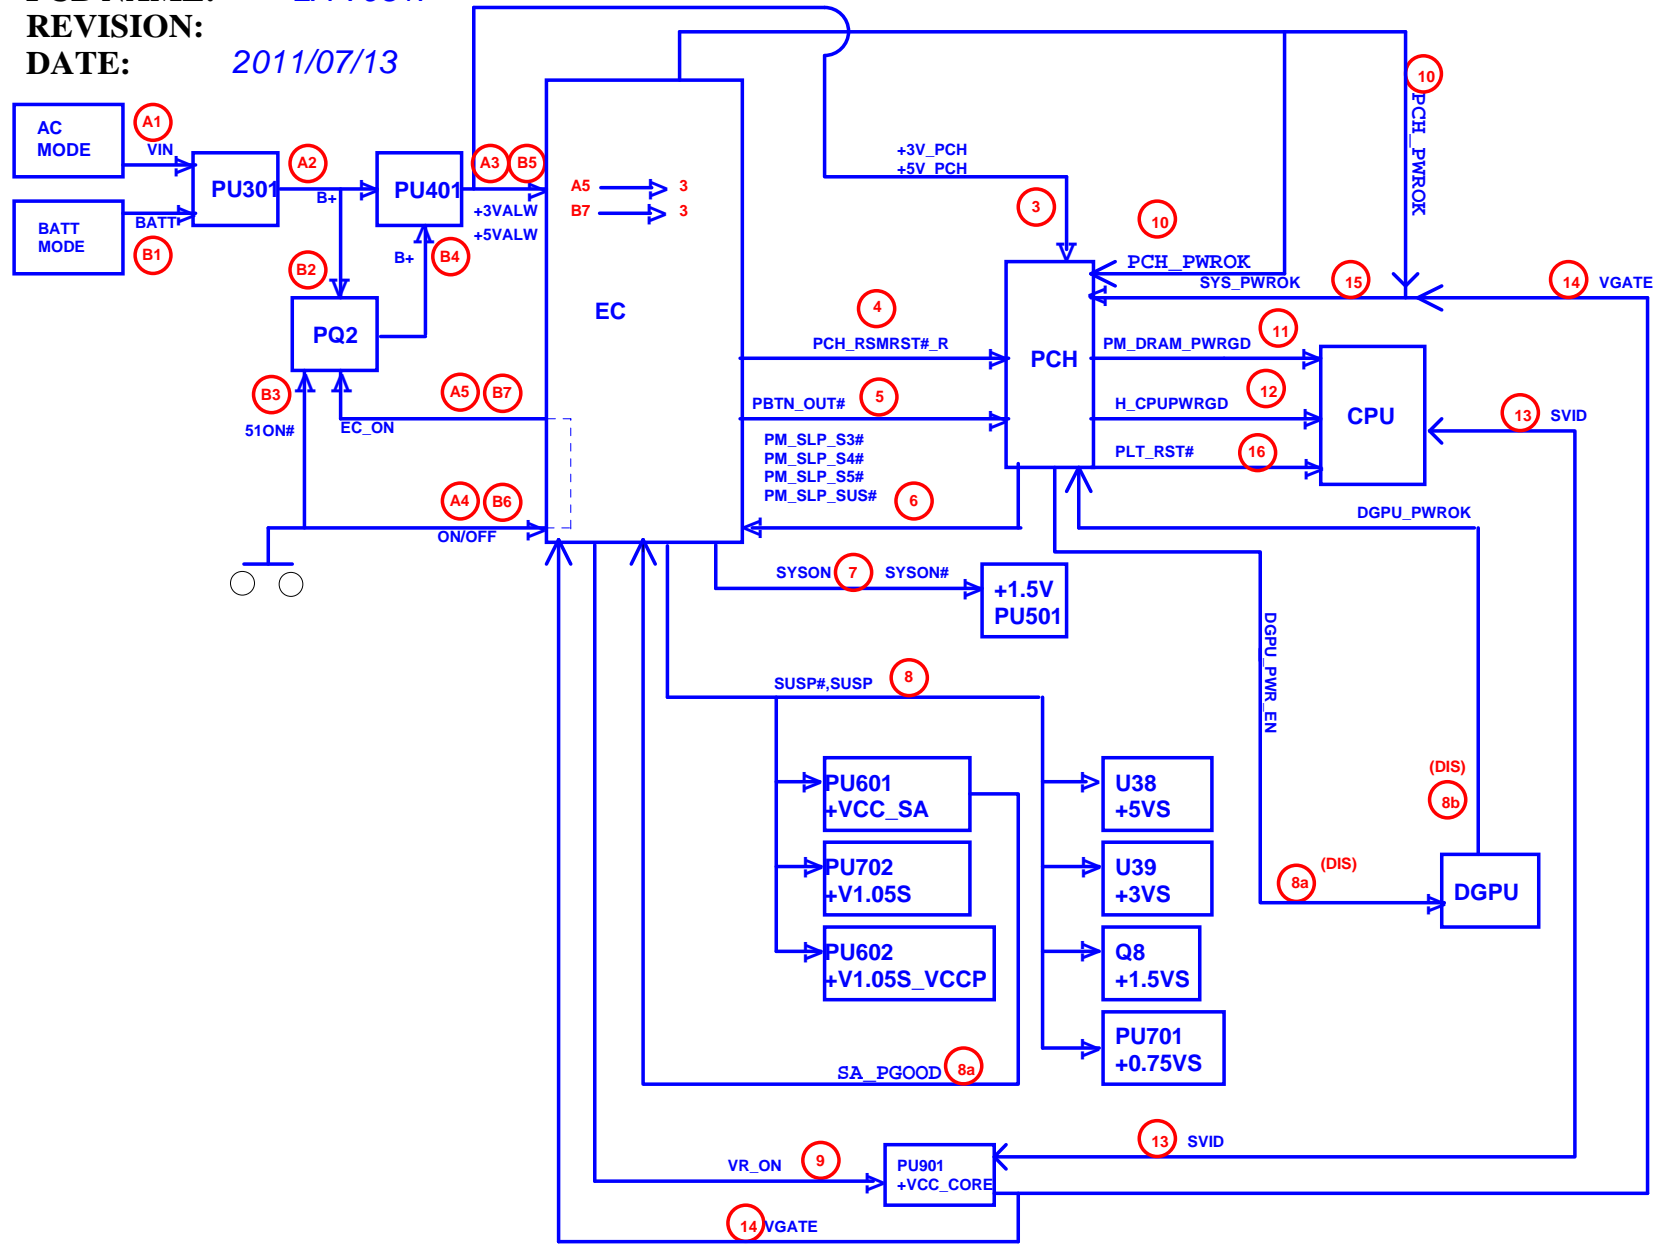 REVISION:
DATE: 2011/07/13
AC
MODE
A1
VIN
BATT
MODE
BATT
B1
PU301
A2
B+
PU401
A3 B5
+3VALW
+5VALW
B2
B+
B4
PQ2
B3
51ON#
A5 B7
EC_ON
A4 B6
ON/OFF
A5 3
B7 3
EC
+3V_PCH
+5V_PCH
3
10
PCH_PWROK
10
PCH_PWROK
SYS_PWROK
15
14
VGATE
4
PCH_RSMRST#_R
PCH
PM_DRAM_PWRGD
11
PBTN_OUT#
5
H_CPUPWRGD
12
CPU
13
SVID
PM_SLP_S3#
PM_SLP_S4#
PM_SLP_S5#
PM_SLP_SUS#
6
PLT_RST#
16
DGPU_PWROK
SYSON 7 SYSON#
+1.5V
PU501
DGPU_PWR_EN
SUSP#,SUSP
8
PU601
+VCC_SA
PU702
+V1.05S
PU602
+V1.05S_VCCP
U38
+5VS
U39
+3VS
Q8
+1.5VS
PU701
+0.75VS
(DIS)
8b
(DIS)
8a
DGPU
SA_PGOOD 8a
13
SVID
VR_ON
9
PU901
+VCC_CORE
14 VGATE